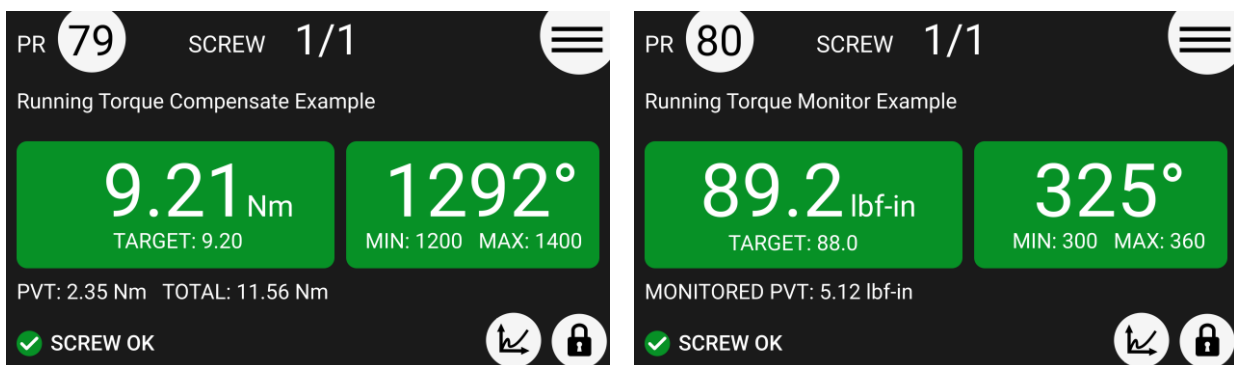 PR 79 SCREW 1/1
Running Torque Compensate Example
9.21 Nm
TARGET: 9.20
1292°
MIN: 1200 MAX: 1400
PVT: 2.35 Nm TOTAL: 11.56 Nm
SCREW OK
PR 80 SCREW 1/1
Running Torque Monitor Example
89.2 lbf-in
TARGET: 88.0
325°
MIN: 300 MAX: 360
MONITORED PVT: 5.12 lbf-in
SCREW OK